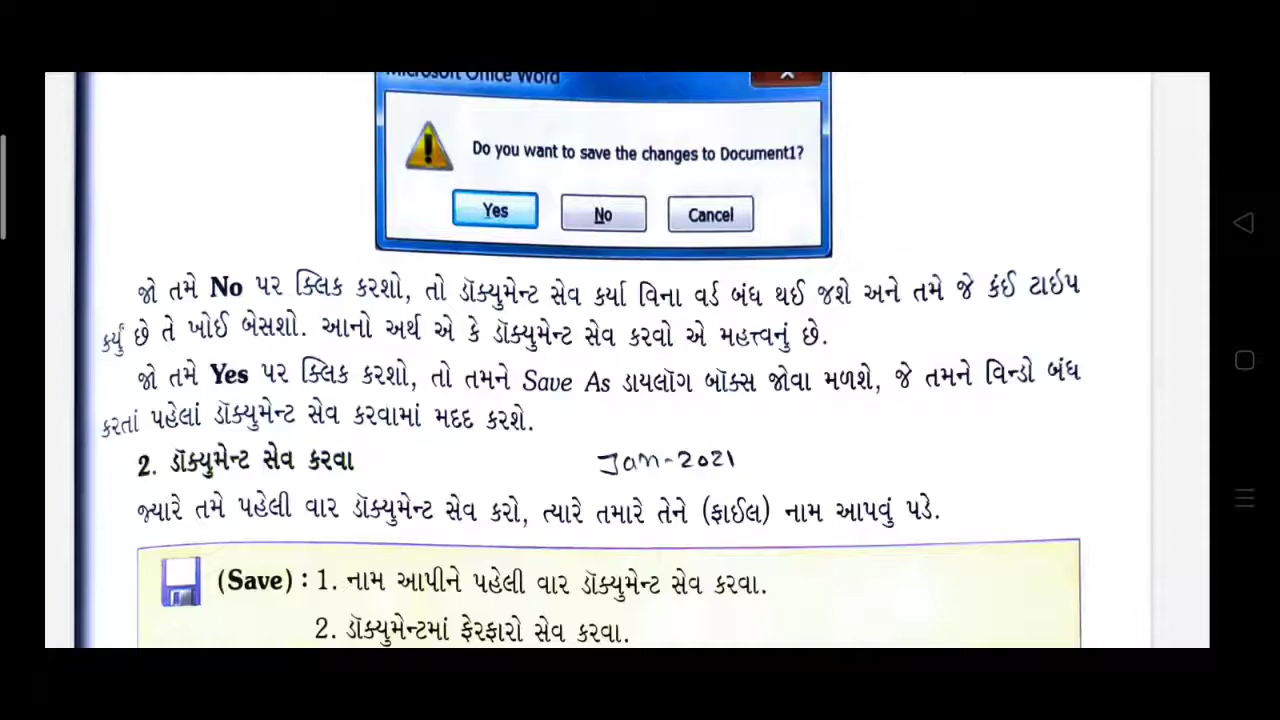 Microsoft Office Word
Do you want to save the changes to Document1?
Yes No Cancel
જો તમે No પર ક્લિક કરશો, તો ડૉક્યુમેન્ટ સેવ કર્યા વિના વર્ડ બંધ થઈ જશે અને તમે જે કંઈ ટાઇપ
કર્યું છે તે ખોઈ બેસશો. આનો અર્થ એ કે ડૉક્યુમેન્ટ સેવ કરવો એ મહત્ત્વનું છે.
જો તમે Yes પર ક્લિક કરશો, તો તમને Save As ડાયલૉગ બૉક્સ જોવા મળશે, જે તમને વિન્ડો બંધ
કરતાં પહેલાં ડૉક્યુમેન્ટ સેવ કરવામાં મદદ કરશે.
2. ડૉક્યુમેન્ટ સેવ કરવા Jan-2021
જ્યારે તમે પહેલી વાર ડૉક્યુમેન્ટ સેવ કરો, ત્યારે તમારે તેને (ફાઈલ) નામ આપવું પડે.
(Save) : 1. નામ આપીને પહેલી વાર ડૉક્યુમેન્ટ સેવ કરવા.
2. ડૉક્યુમેન્ટમાં ફેરફારો સેવ કરવા.